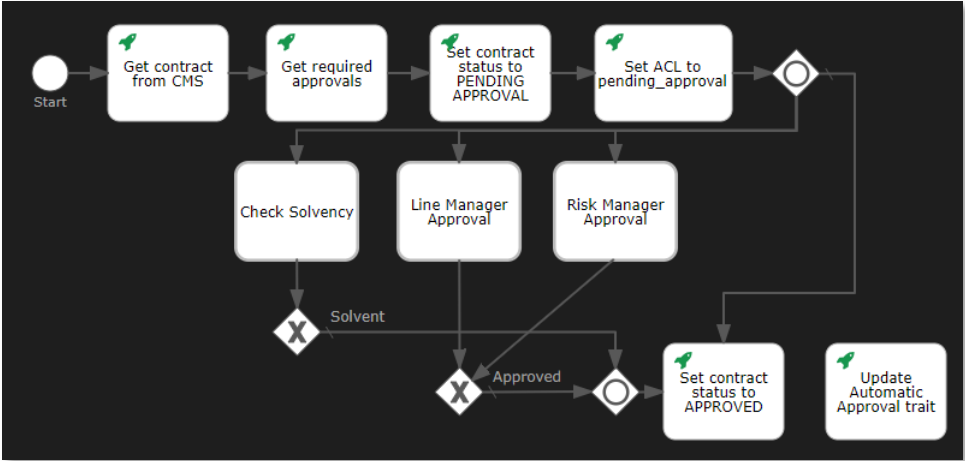 Start
Get contract
from CMS
Get required
approvals
Set contract
status to
PENDING
APPROVAL
Set ACL to
pending_approval
Check Solvency
Line Manager
Approval
Risk Manager
Approval
X
Solvent
X
Approved
Set contract
status to
APPROVED
Update
Automatic
Approval trait